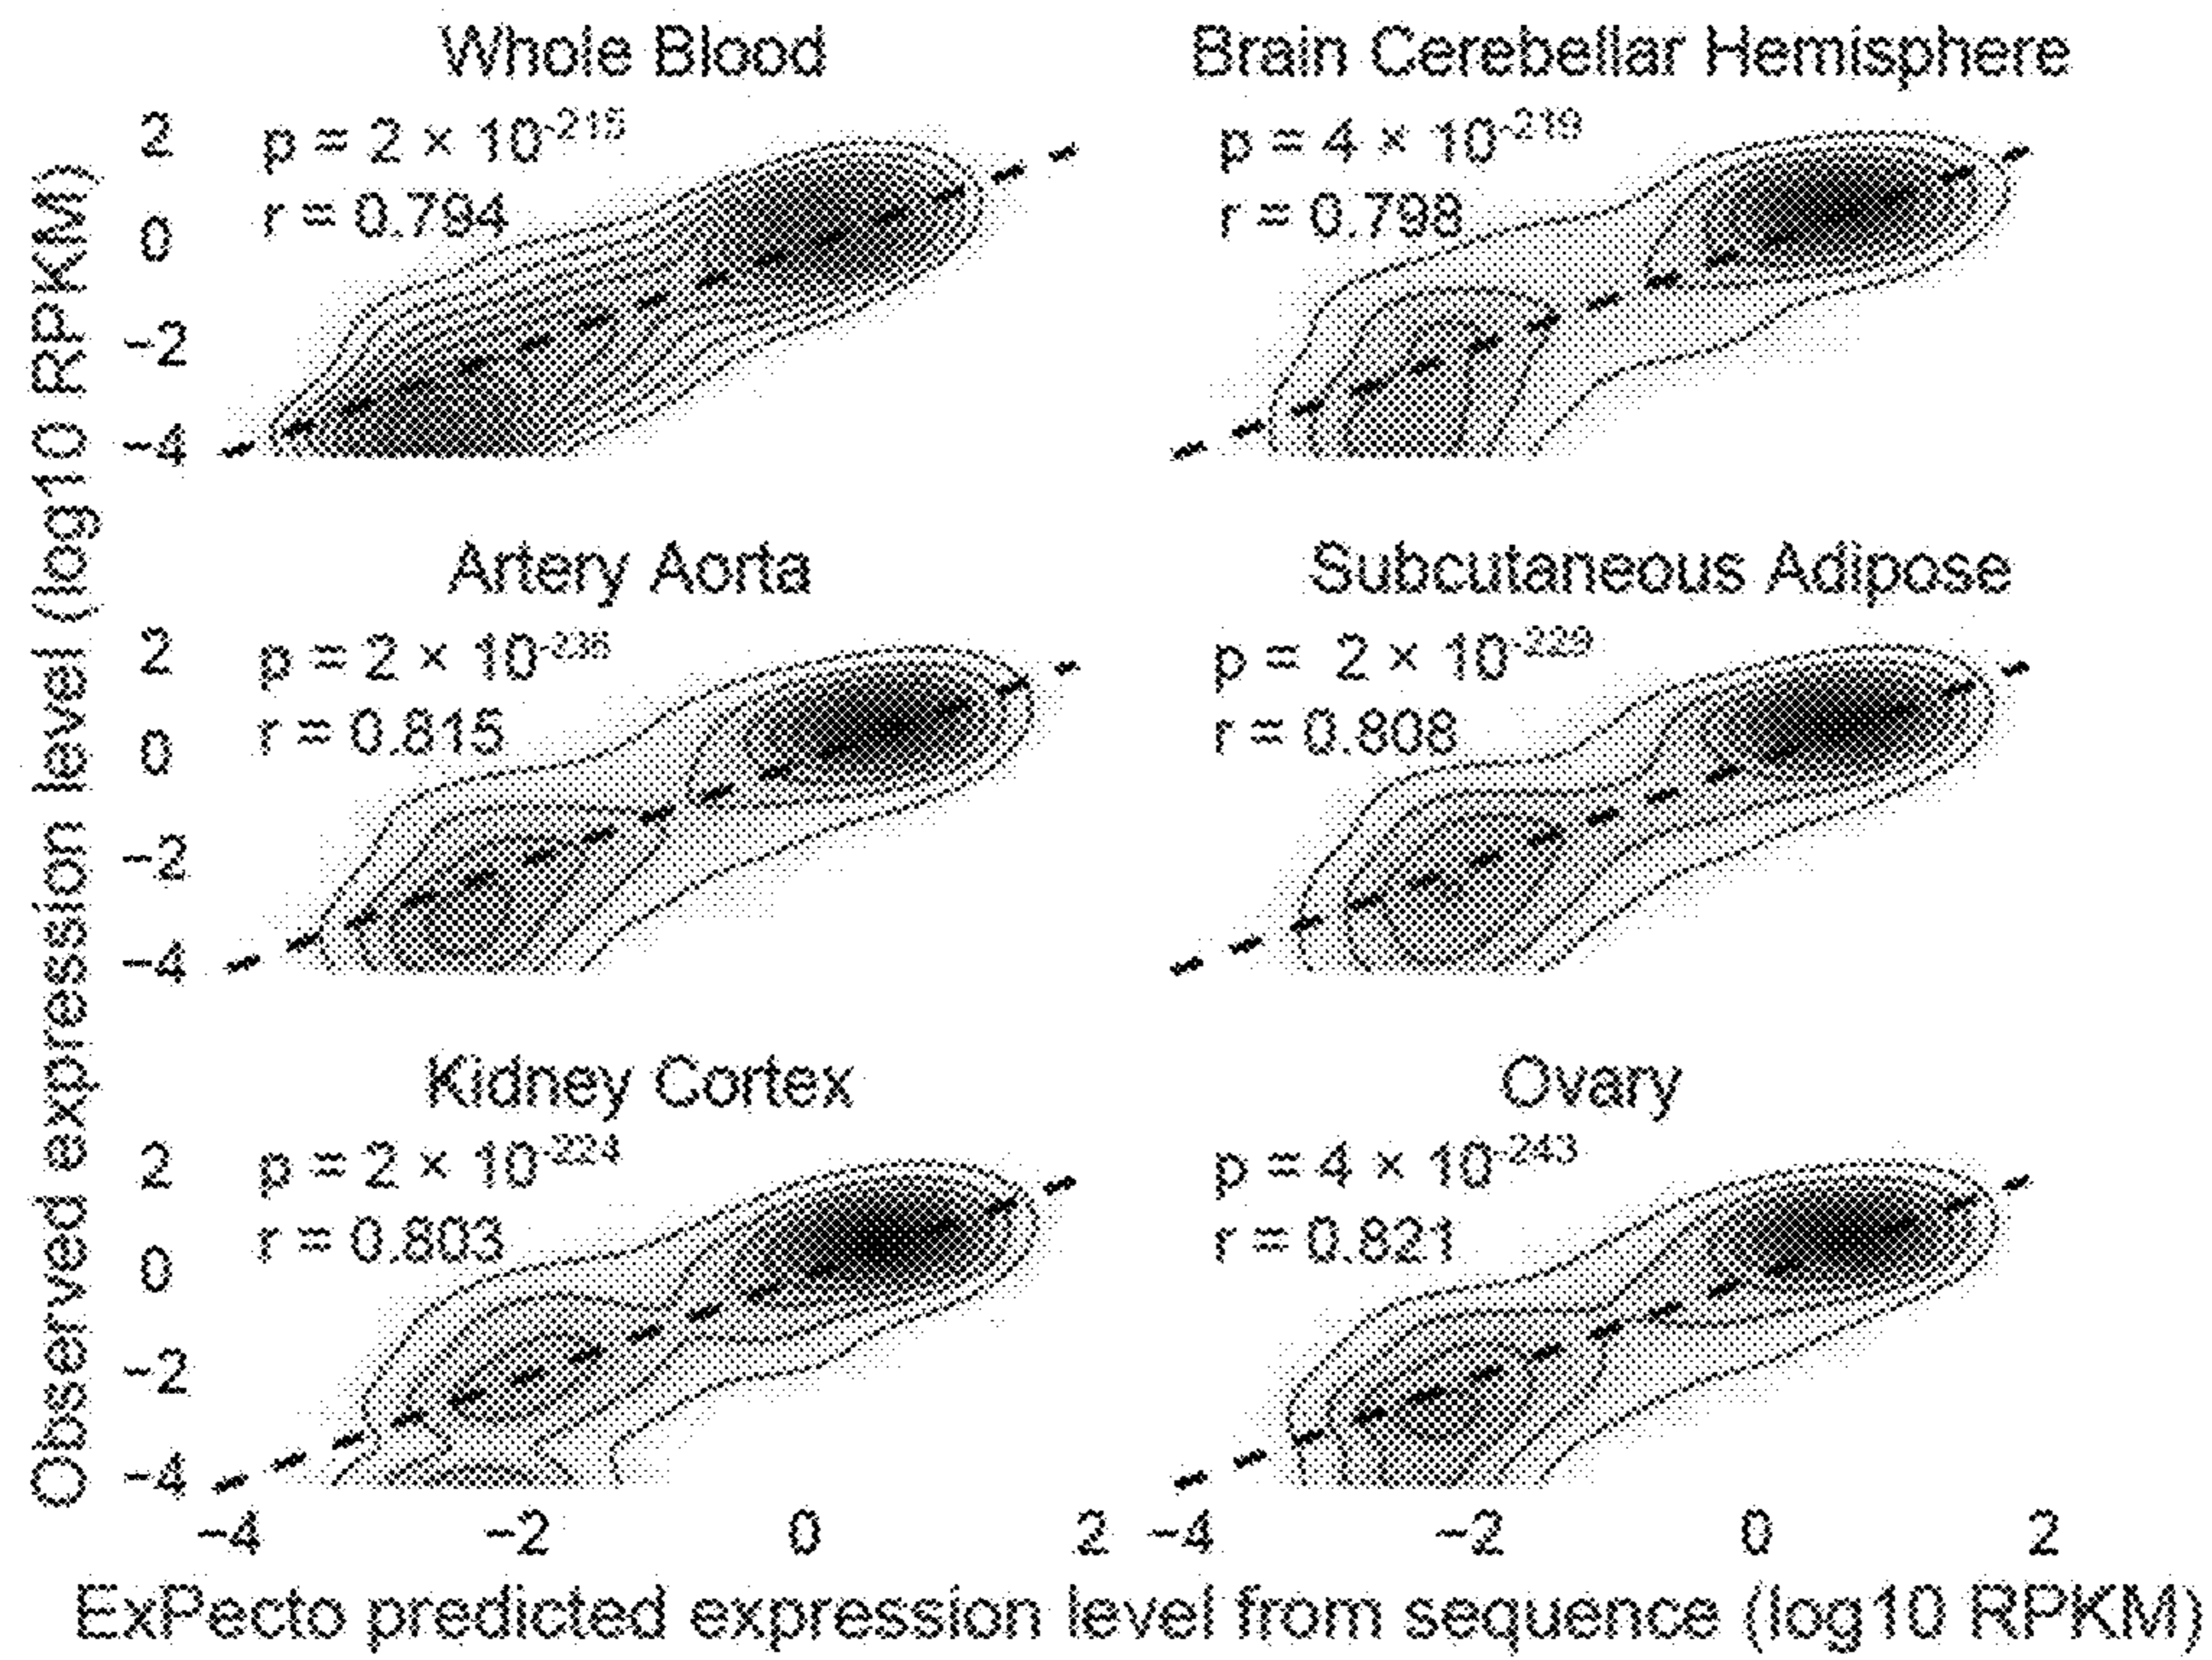 Whole Blood
p = 2 × 10^-215
r = 0.794
Brain Cerebellar Hemisphere
p = 4 × 10^-219
r = 0.798
2
0
−2
−4
Artery Aorta
p = 2 × 10^-235
r = 0.815
Subcutaneous Adipose
p = 2 × 10^-229
r = 0.808
2
0
−2
−4
Kidney Cortex
p = 2 × 10^-224
r = 0.803
Ovary
p = 4 × 10^-243
r = 0.821
2
0
−2
−4
−4 −2 0 2
−4 −2 0 2
Observed expression level (log10 RPKM)
ExPecto predicted expression level from sequence (log10 RPKM)